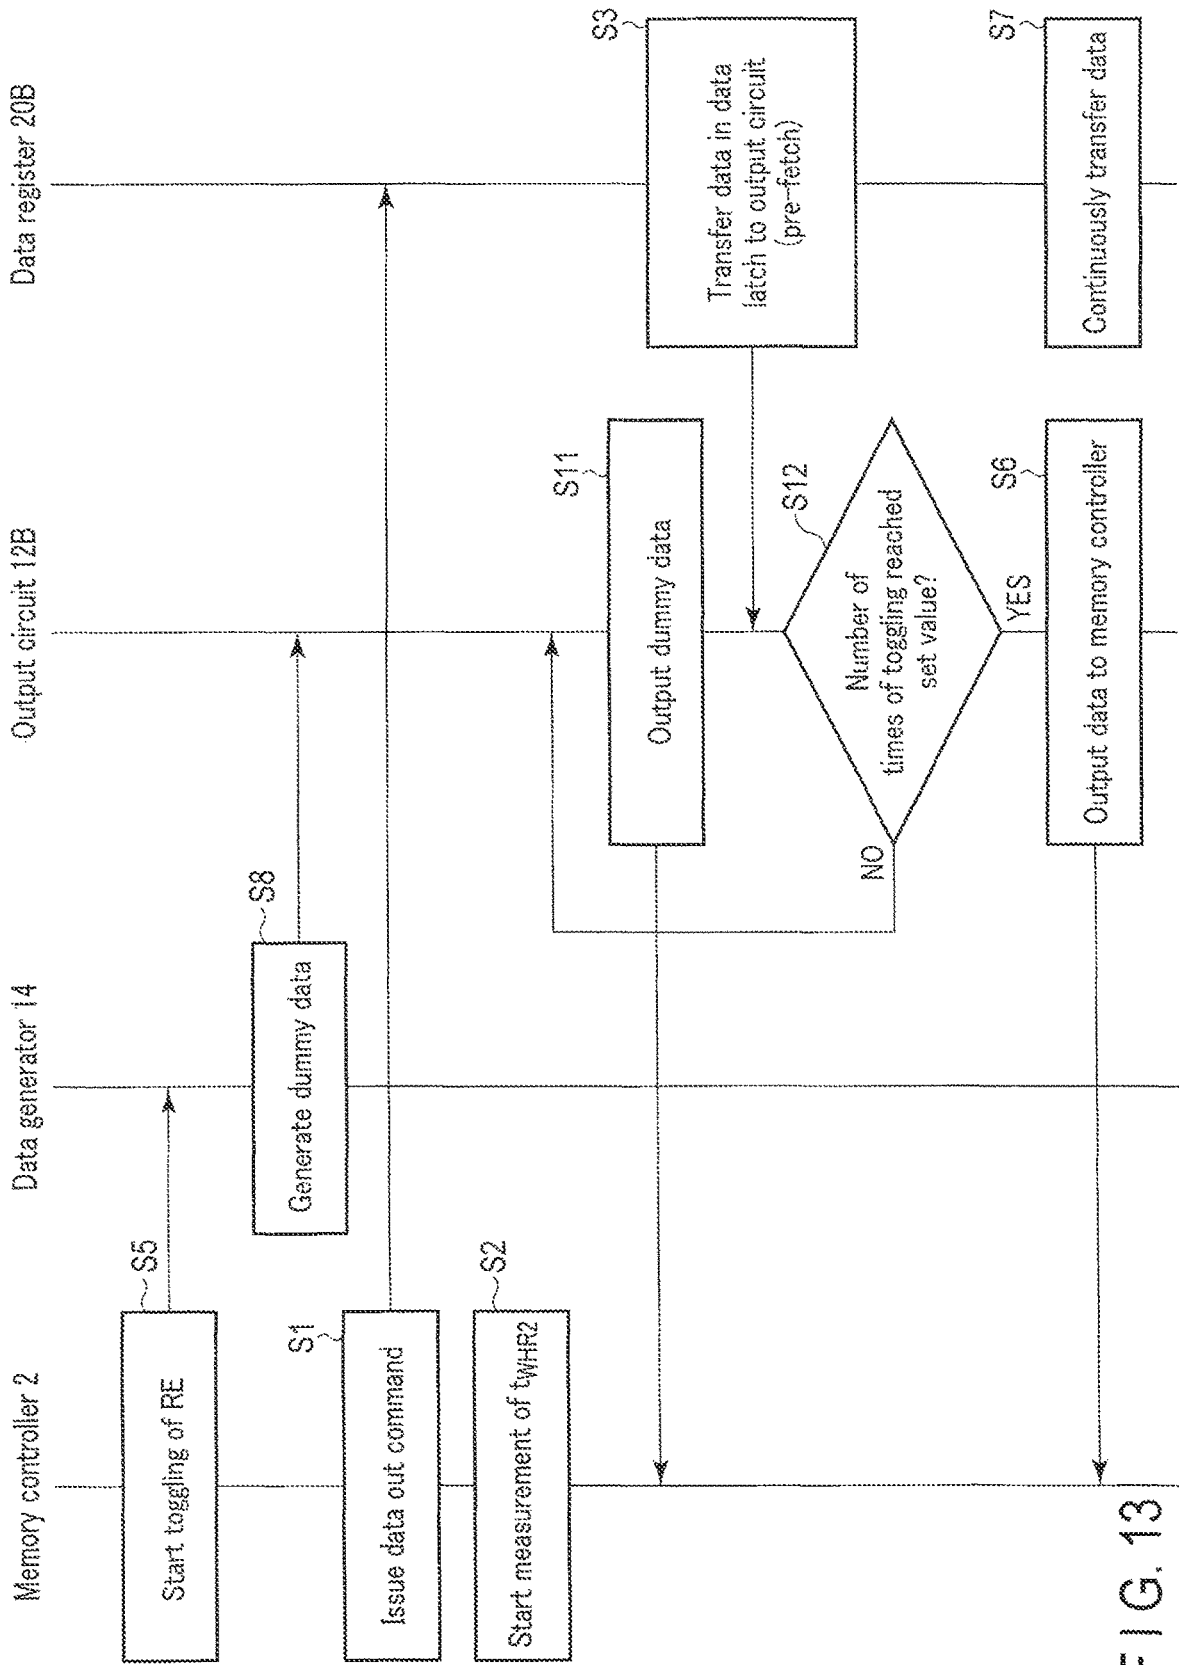 Memory controller 2
Data generator 14
Output circuit 12B
Data register 20B
S5
Start toggling of RE
S8
Generate dummy data
S1
Issue data out command
S2
Start measurement of tWHR2
S11
Output dummy data
S3
Transfer data in data
latch to output circuit
(pre-fetch)
S12
Number of
times of toggling reached
set value?
NO
YES
S6
Output data to memory controller
S7
Continuously transfer data
FIG. 13